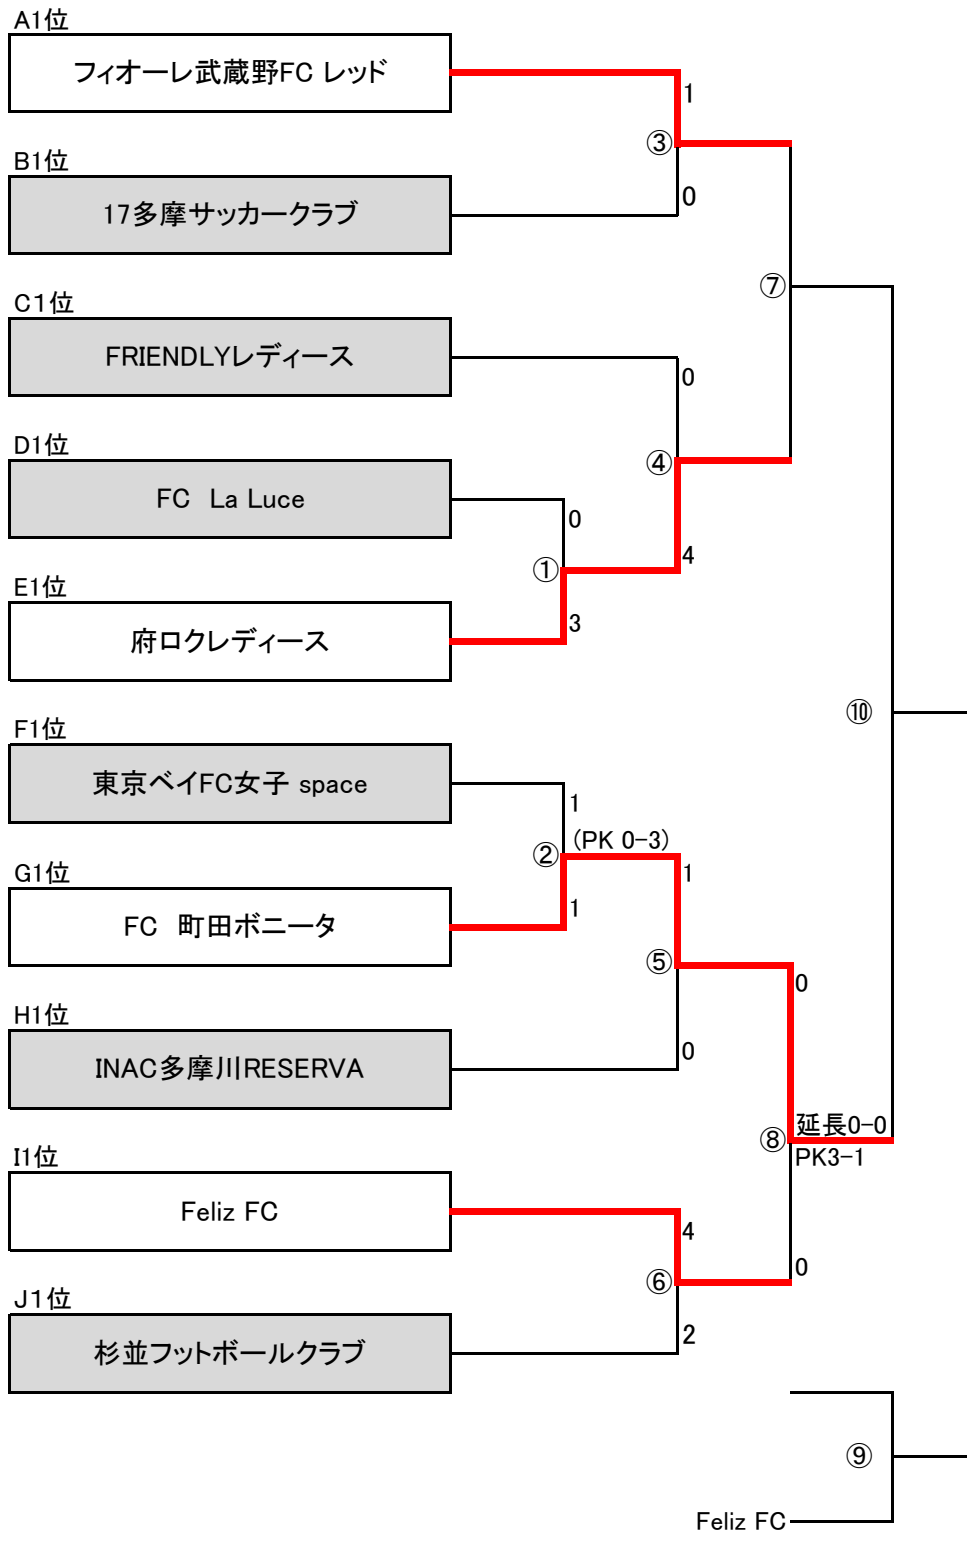 A1位
フィオーレ武蔵野FC レッド
1
③
B1位
0
17多摩サッカークラブ
⑦
C1位
FRIENDLYレディース
0
D1位
④
FC　La Luce
0
4
①
E1位
3
府ロクレディース
⑩
F1位
東京ベイFC女子 space
1
(PK 0-3)
②
G1位
1
1
FC　町田ボニータ
⑤
0
H1位
0
INAC多摩川RESERVA
延長0-0
⑧
PK3-1
I1位
Feliz FC
4
0
⑥
J1位
2
杉並フットボールクラブ
⑨
Feliz FC